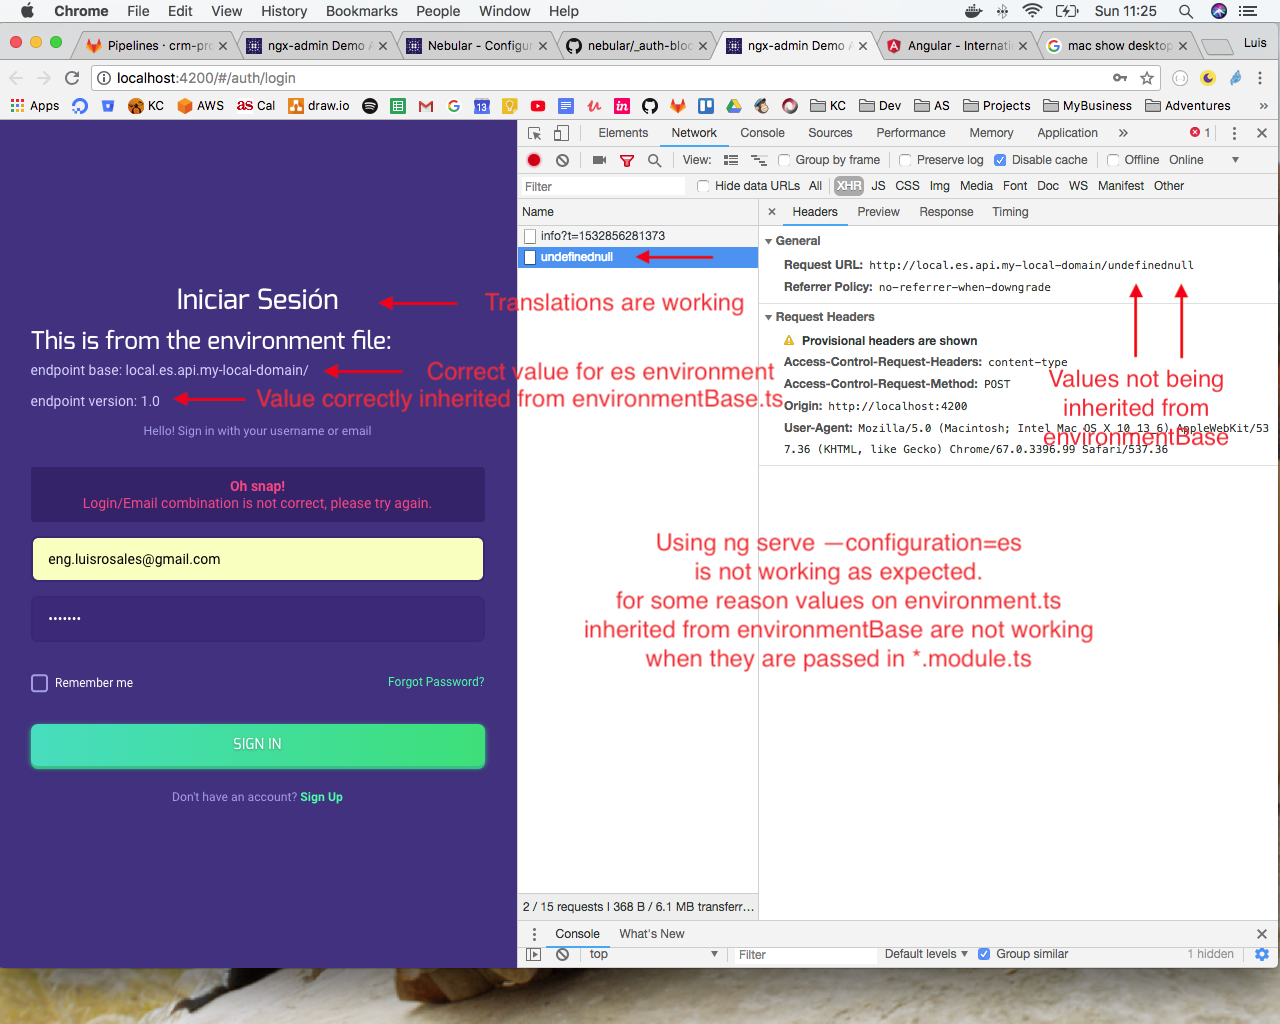 Chrome File Edit View History Bookmarks People Window Help Sun 11:25
Pipelines · crm-pro ngx-admin Demo A Nebular - Configur nebular/_auth-bloc ngx-admin Demo A Angular - Internati mac show desktop Luis
localhost:4200/#/auth/login
Apps KC AWS as Cal draw.io 13 in KC Dev AS Projects MyBusiness Adventures »
Elements Network Console Sources Performance Memory Application » 1
View: Group by frame Preserve log Disable cache Offline Online
Filter Hide data URLs All XHR JS CSS Img Media Font Doc WS Manifest Other
Name
info?t=1532856281373
undefinednull
Headers Preview Response Timing
General
Request URL: http://local.es.api.my-local-domain/undefinednull
Referrer Policy: no-referrer-when-downgrade
Request Headers
Provisional headers are shown
Access-Control-Request-Headers: content-type
Access-Control-Request-Method: POST
Origin: http://localhost:4200
User-Agent: Mozilla/5.0 (Macintosh; Intel Mac OS X 10_13_6) AppleWebKit/53
7.36 (KHTML, like Gecko) Chrome/67.0.3396.99 Safari/537.36
Values not being
inherited from
environmentBase
Iniciar Sesión
Translations are working
This is from the environment file:
endpoint base: local.es.api.my-local-domain/
Correct value for es environment
endpoint version: 1.0
Value correctly inherited from environmentBase.ts
Hello! Sign in with your username or email
Oh snap!
Login/Email combination is not correct, please try again.
eng.luisrosales@gmail.com
•••••••
Remember me Forgot Password?
SIGN IN
Don't have an account? Sign Up
Using ng serve —configuration=es
is not working as expected.
for some reason values on environment.ts
inherited from environmentBase are not working
when they are passed in *.module.ts
2 / 15 requests | 368 B / 6.1 MB transferr...
Console What's New
top Filter Default levels Group similar 1 hidden